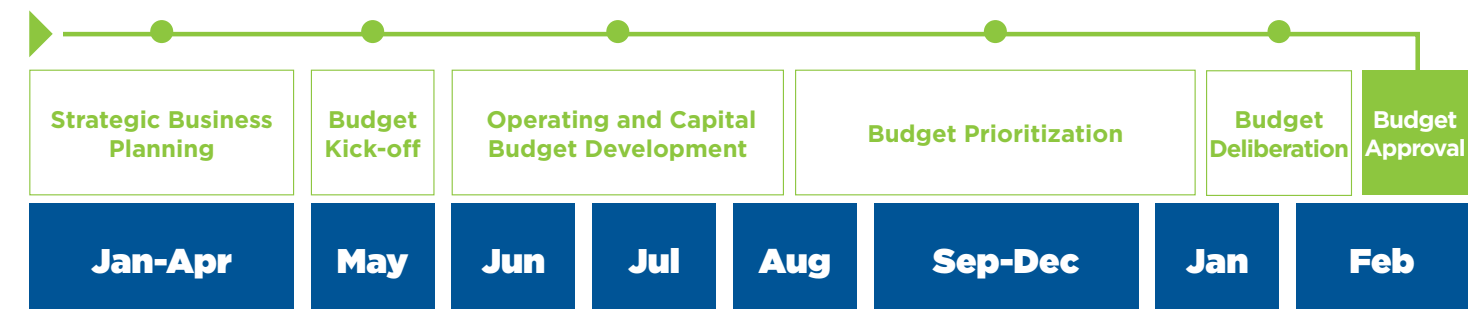 Strategic Business
Planning
Budget
Kick-off
Operating and Capital
Budget Development
Budget Prioritization
Budget
Deliberation
Budget
Approval
Jan-Apr
May
Jun
Jul
Aug
Sep-Dec
Jan
Feb